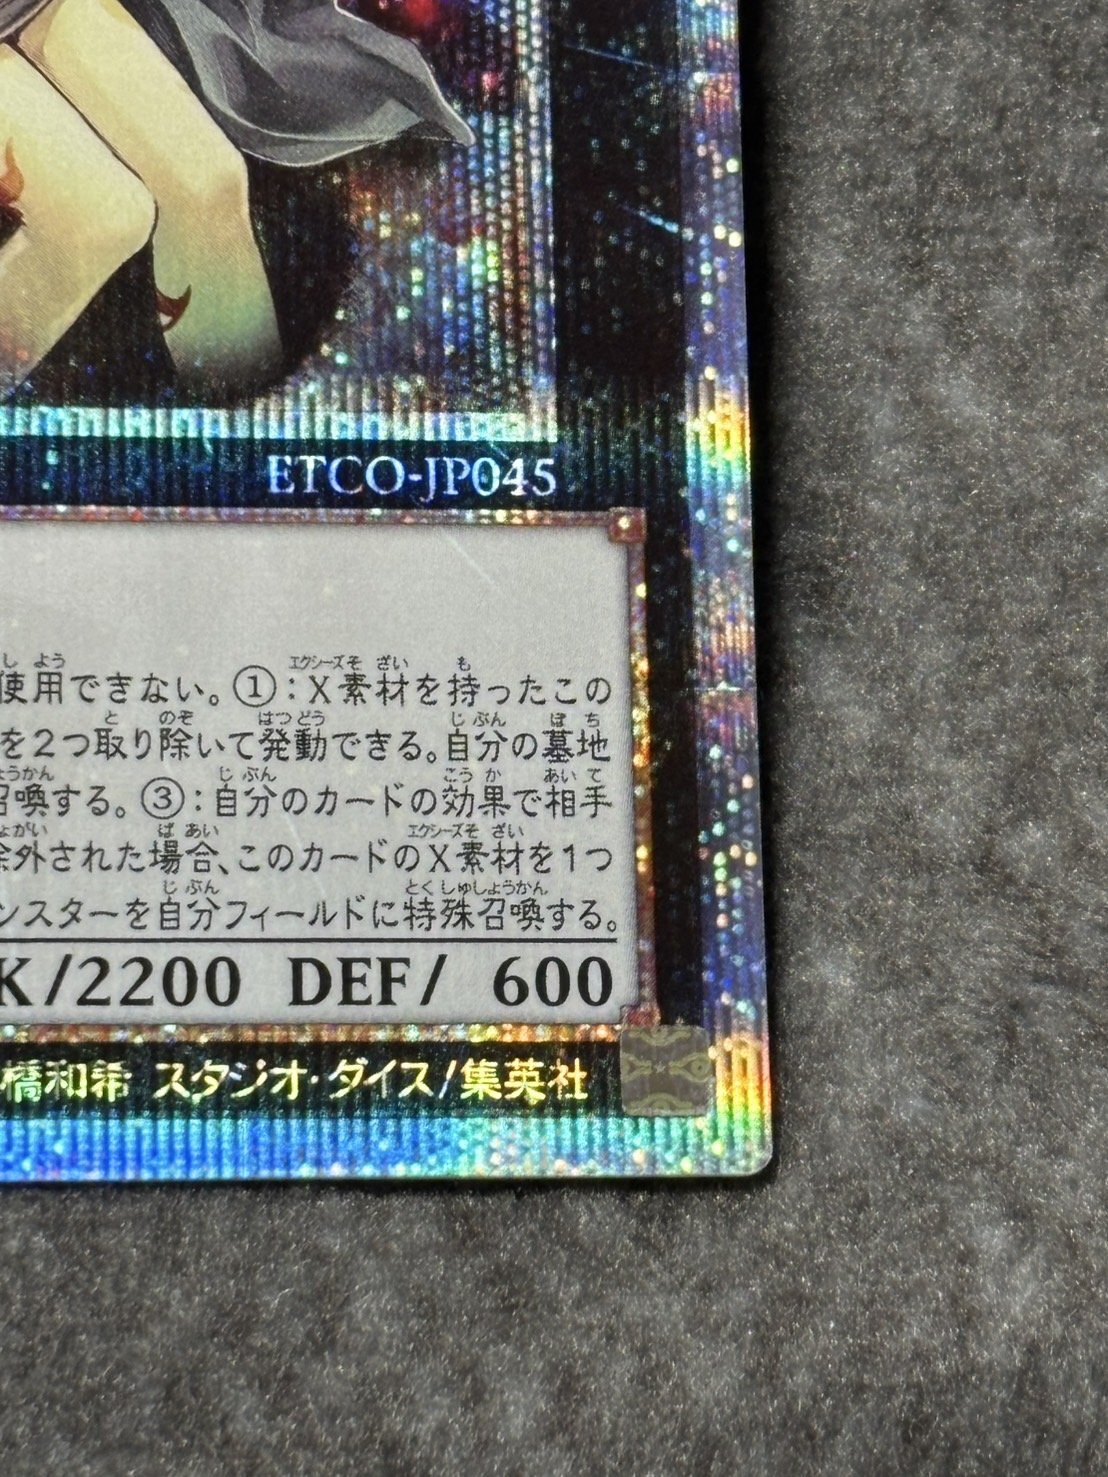 ETCO-JP045
使用できない。①：X素材を持ったこの
を2つ取り除いて発動できる。自分の墓地
召喚する。③：自分のカードの効果で相手
除外された場合、このカードのX素材を1つ
ンスターを自分フィールドに特殊召喚する。
K/2200 DEF/ 600
橋和希 スタジオ・ダイス/集英社